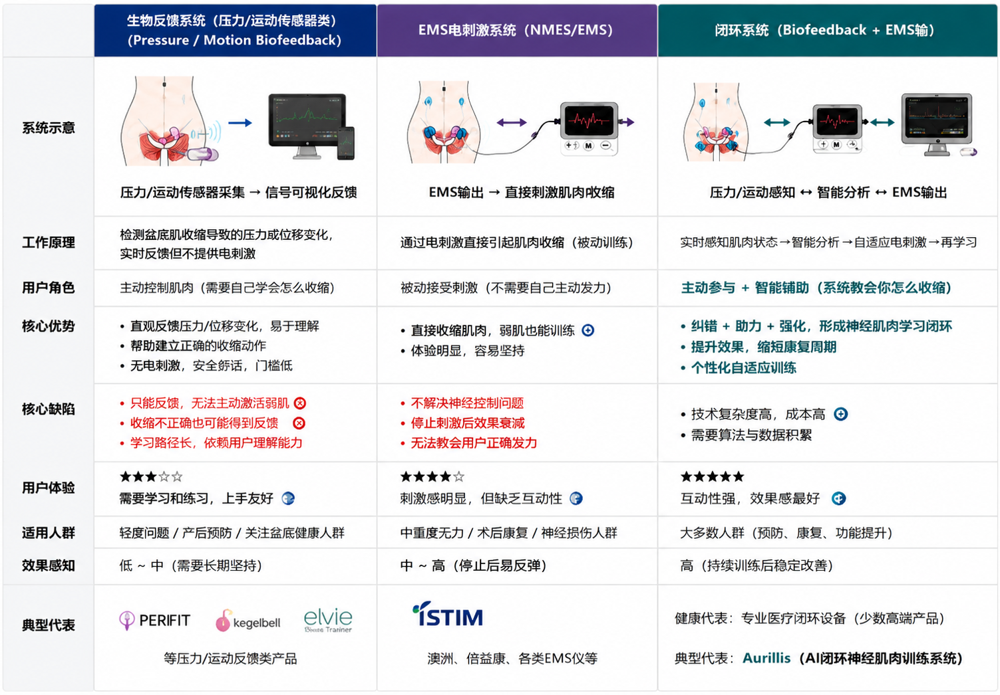 生物反馈系统（压力/运动传感器类）
（Pressure / Motion Biofeedback）
EMS电刺激系统（NMES/EMS）
闭环系统（Biofeedback + EMS输）
系统示意
M
M
压力/运动传感器采集 → 信号可视化反馈
EMS输出 → 直接刺激肌肉收缩
压力/运动感知 ↔ 智能分析 ↔ EMS输出
工作原理
检测盆底肌收缩导致的压力或位移变化，
实时反馈但不提供电刺激
通过电刺激直接引起肌肉收缩（被动训练）
实时感知肌肉状态→智能分析→自适应电刺激→再学习
用户角色
主动控制肌肉（需要自己学会怎么收缩）
被动接受刺激（不需要自己主动发力）
主动参与 + 智能辅助（系统教会你怎么收缩）
核心优势
• 直观反馈压力/位移变化，易于理解
• 帮助建立正确的收缩动作
• 无电刺激，安全，门槛低
• 直接收缩肌肉，弱肌也能训练
• 体验明显，容易坚持
• 纠错 + 助力 + 强化，形成神经肌肉学习闭环
• 提升效果，缩短康复周期
• 个性化自适应训练
核心缺陷
• 只能反馈，无法主动激活弱肌
• 收缩不正确也可能得到反馈
• 学习路径长，依赖用户理解能力
• 不解决神经控制问题
• 停止刺激后效果衰减
• 无法教会用户正确发力
• 技术复杂度高，成本高
• 需要算法与数据积累
用户体验
★★★☆☆
需要学习和练习，上手友好
★★★★☆
刺激感明显，但缺乏互动性
★★★★★
互动性强，效果感最好
适用人群
轻度问题 / 产后预防 / 关注盆底健康人群
中重度无力 / 术后康复 / 神经损伤人群
大多数人群（预防、康复、功能提升）
效果感知
低 ~ 中（需要长期坚持）
中 ~ 高（停止后易反弹）
高（持续训练后稳定改善）
典型代表
PERIFIT
kegelbell
elvie
等压力/运动反馈类产品
iSTIM
澳洲、倍益康、各类EMS仪等
健康代表：专业医疗闭环设备（少数高端产品）
典型代表：Aurillis（AI闭环神经肌肉训练系统）